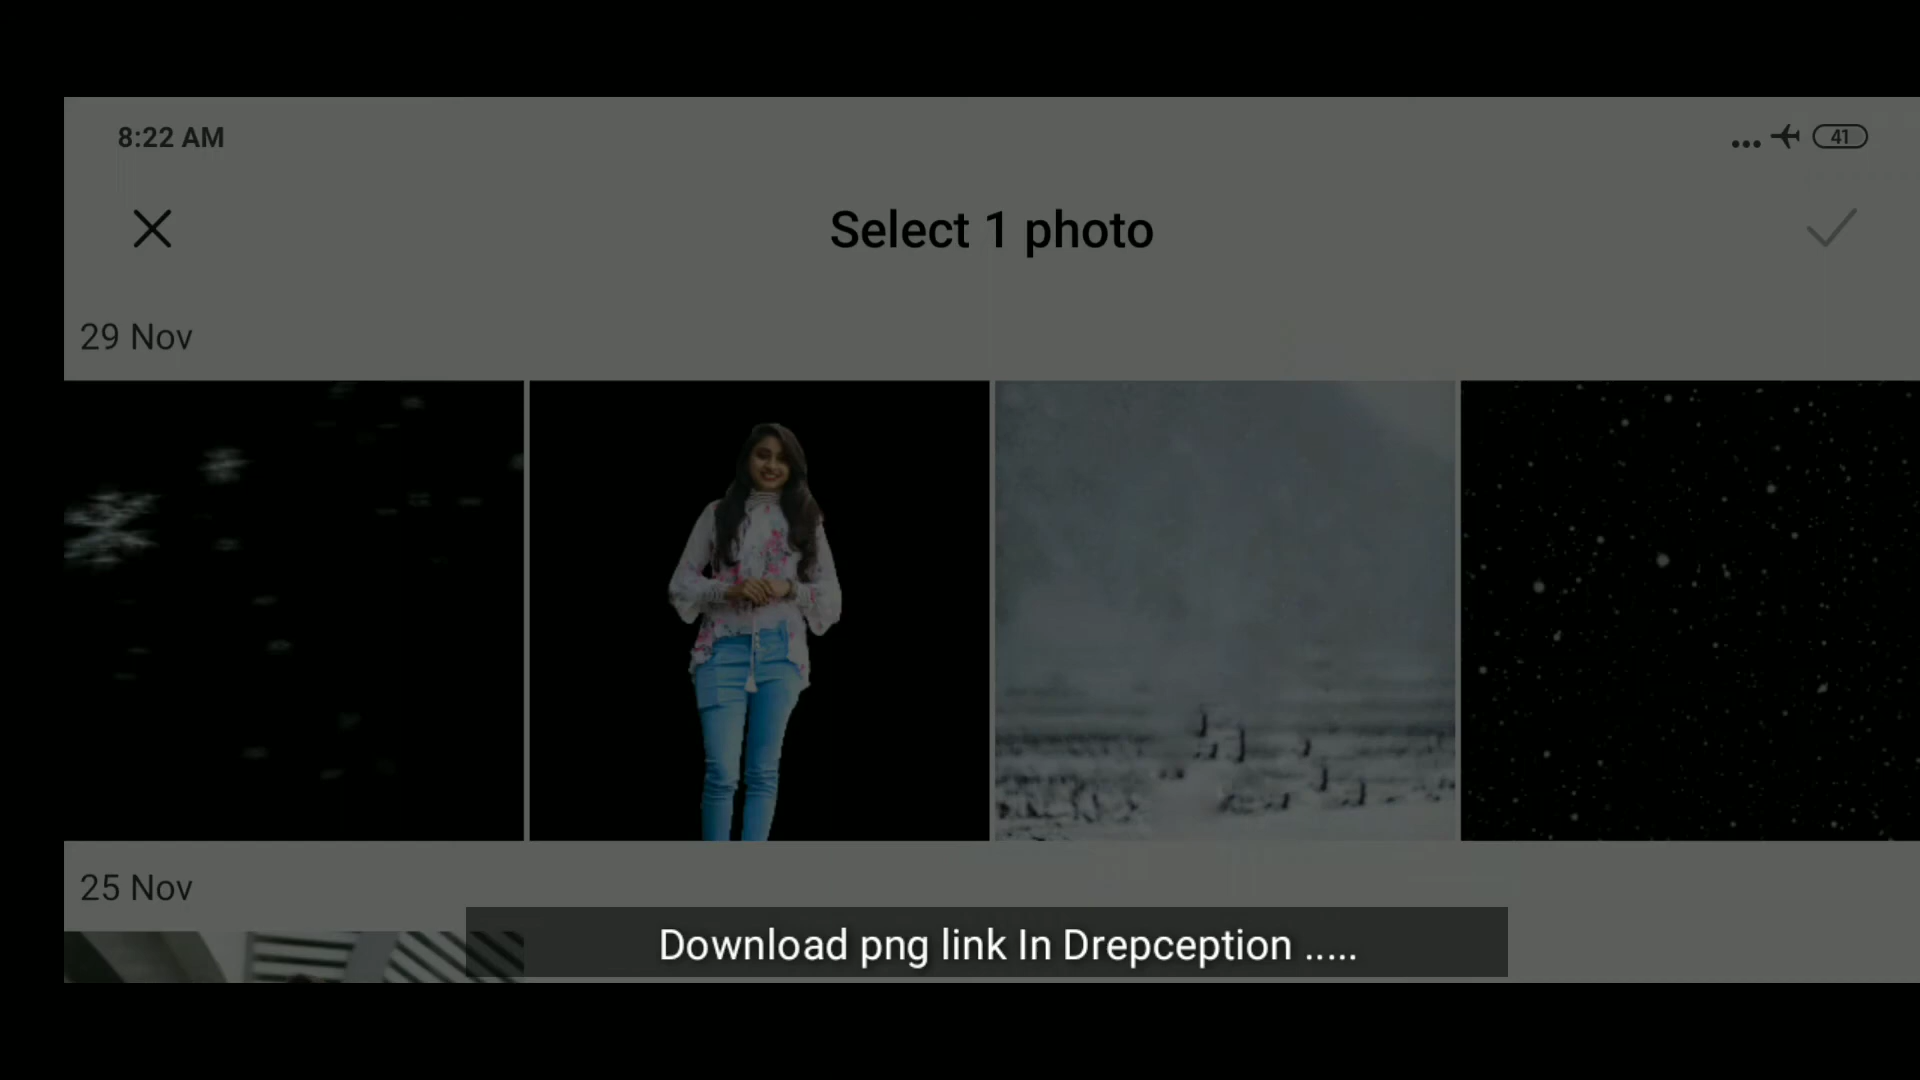 8:22 AM
41
Select 1 photo
29 Nov
25 Nov
Download png link In Drepception .....